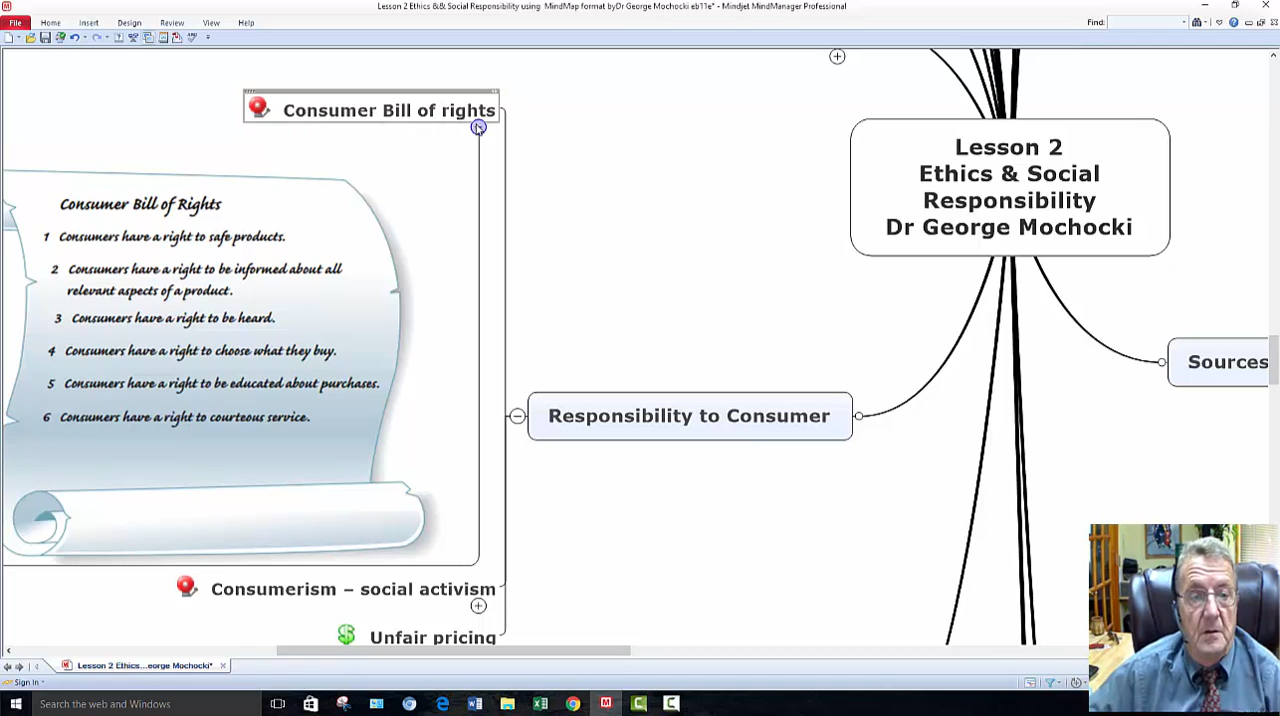 Lesson 2 Ethics && Social Responsibility using MindMap format byDr George Mochocki eb11e* - Mindjet MindManager Professional
File Home Insert Design Review View Help Find:
Consumer Bill of rights
Consumer Bill of Rights
1 Consumers have a right to safe products.
2 Consumers have a right to be informed about all
relevant aspects of a product.
3 Consumers have a right to be heard.
4 Consumers have a right to choose what they buy.
5 Consumers have a right to be educated about purchases.
6 Consumers have a right to courteous service.
Lesson 2
Ethics & Social
Responsibility
Dr George Mochocki
Sources
Responsibility to Consumer
Consumerism – social activism
Unfair pricing
Lesson 2 Ethics...eorge Mochocki*
Sign In
Search the web and Windows